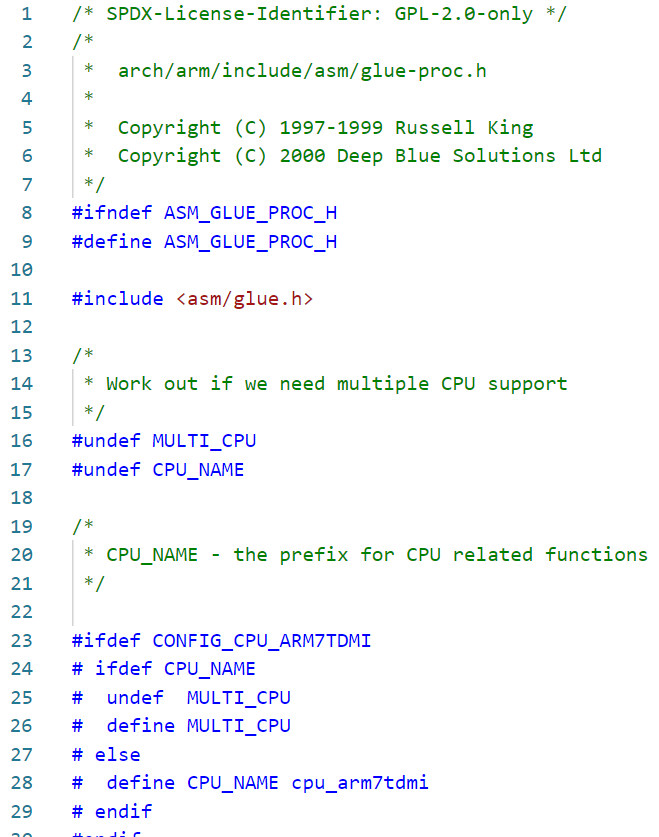 1 /* SPDX-License-Identifier: GPL-2.0-only */
2 /*
3  *  arch/arm/include/asm/glue-proc.h
4  *
5  *  Copyright (C) 1997-1999 Russell King
6  *  Copyright (C) 2000 Deep Blue Solutions Ltd
7  */
8 #ifndef ASM_GLUE_PROC_H
9 #define ASM_GLUE_PROC_H
10
11 #include <asm/glue.h>
12
13 /*
14  * Work out if we need multiple CPU support
15  */
16 #undef MULTI_CPU
17 #undef CPU_NAME
18
19 /*
20  * CPU_NAME - the prefix for CPU related functions
21  */
22
23 #ifdef CONFIG_CPU_ARM7TDMI
24 # ifdef CPU_NAME
25 #  undef  MULTI_CPU
26 #  define MULTI_CPU
27 # else
28 #  define CPU_NAME cpu_arm7tdmi
29 # endif